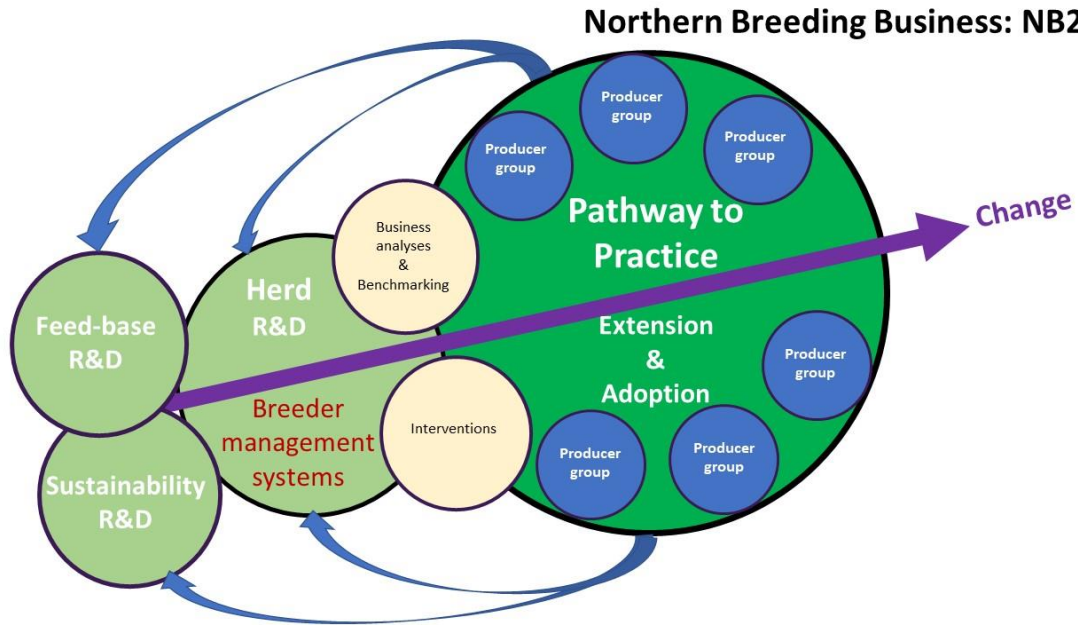 Northern Breeding Business: NB2
Producer
group
Producer
group
Producer
group
Pathway to
Practice
Change
Business
analyses
&
Benchmarking
Herd
R&D
Feed-base
R&D
Extension
&
Adoption
Producer
group
Breeder
management
systems
Interventions
Producer
group
Producer
group
Sustainability
R&D